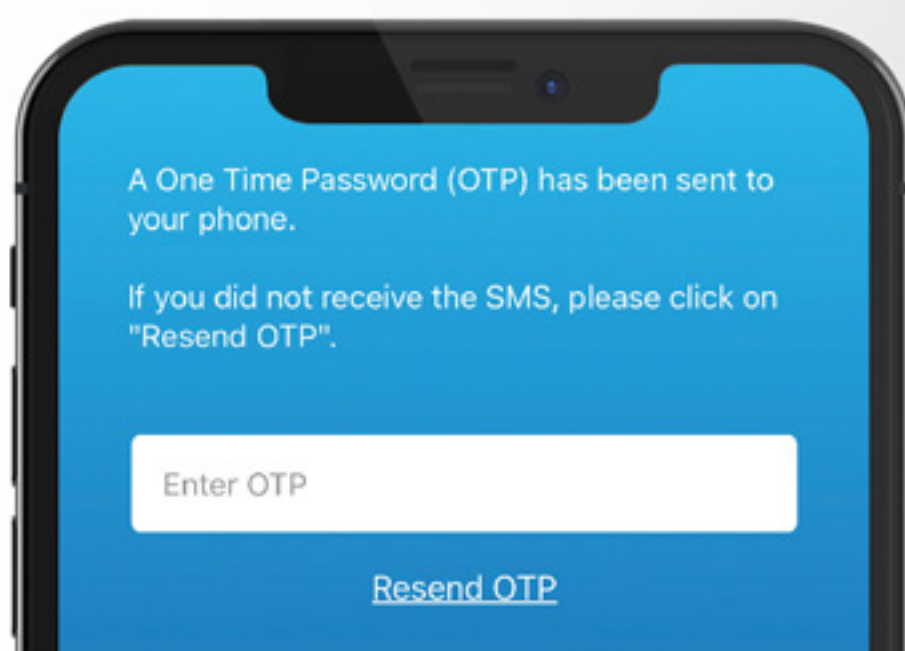 A One Time Password (OTP) has been sent to
your phone.
If you did not receive the SMS, please click on
"Resend OTP".
Enter OTP
Resend OTP